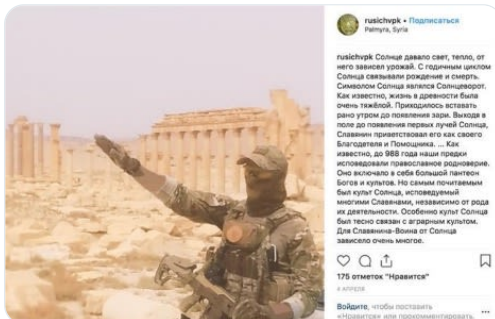 rusichvpk • Подписаться
Palmyra, Syria
rusichvpk Солнце давало свет, тепло, от
него зависел урожай. С годичным циклом
Солнца связывали рождение и смерть.
Символом Солнца являлся Солнцеворот.
Как известно, жизнь в древности была
очень тяжёлой. Приходилось вставать
рано утром до появления зари. Выходя в
поле до появления первых лучей Солнца,
Славянин приветствовал его как своего
Благодетеля и Помощника. ... Как
известно, до 988 года наши предки
исповедовали православное родноверие.
Оно включало в себя большой пантеон
Богов и культов. Но самым почитаемым
был культ Солнца, исповедуемый
многими Славянами, независимо от рода
их деятельности. Особенно культ Солнца
был тесно связан с аграрным культом.
Для Славянина-Воина от Солнца
зависело очень многое.
175 отметок "Нравится"
6 АПРЕЛЯ
Войдите, чтобы поставить
«Нравится» или прокомментировать.